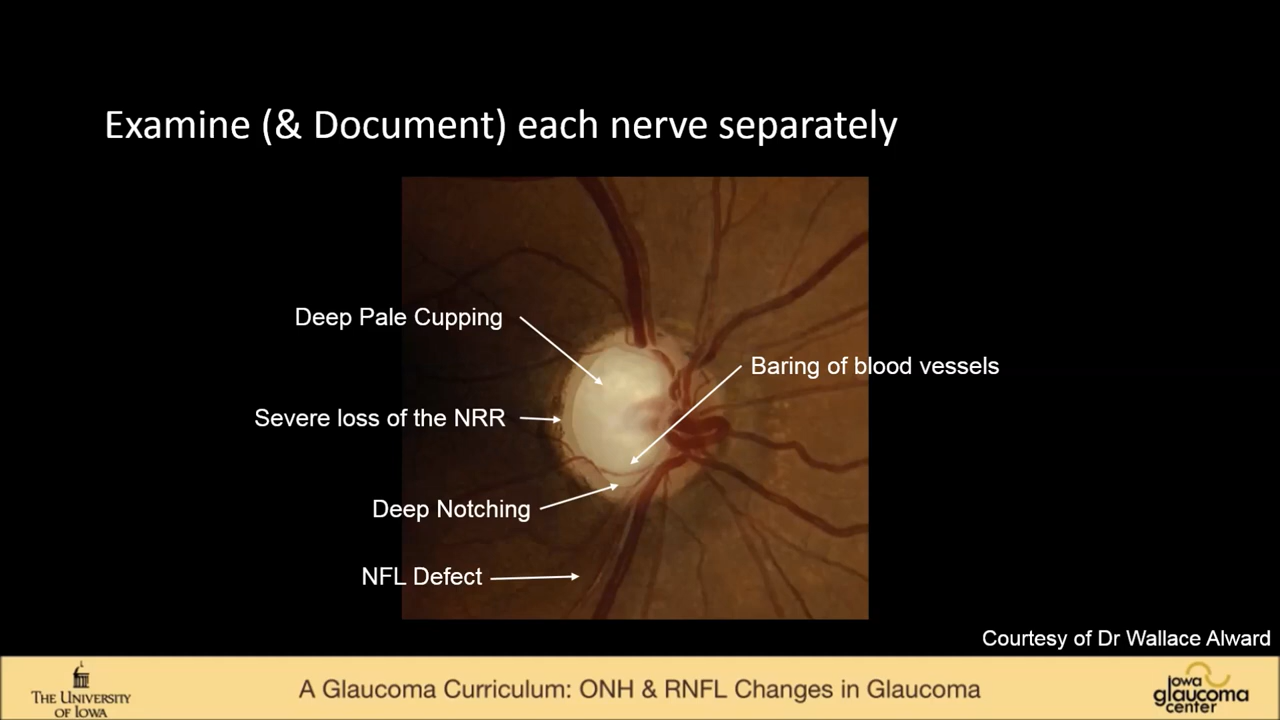 Examine (& Document) each nerve separately
Deep Pale Cupping
Baring of blood vessels
Severe loss of the NRR
Deep Notching
NFL Defect
Courtesy of Dr Wallace Alward
THE UNIVERSITY
OF IOWA
A Glaucoma Curriculum: ONH & RNFL Changes in Glaucoma
Iowa
glaucoma
center